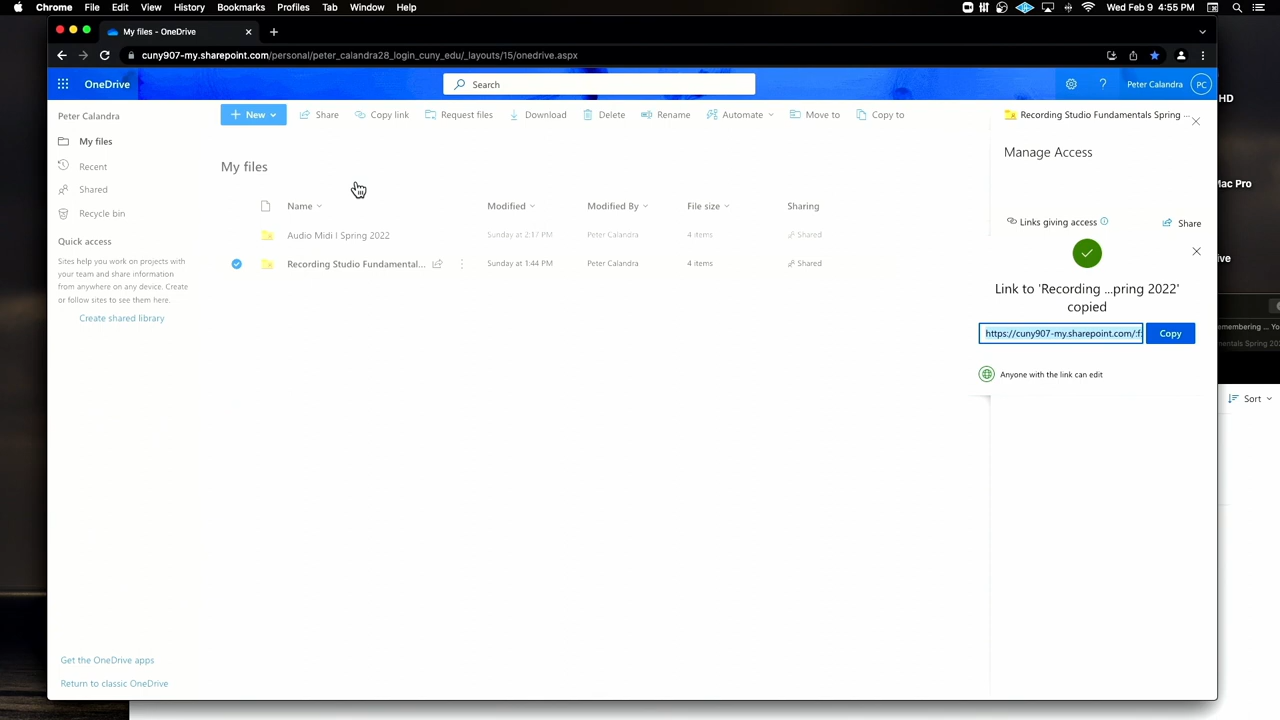 Chrome File Edit View History Bookmarks Profiles Tab Window Help Wed Feb 9 4:55 PM
My files - OneDrive
cuny907-my.sharepoint.com/personal/peter_calandra28_login_cuny_edu/_layouts/15/onedrive.aspx
OneDrive Search Peter Calandra PC
HD
Peter Calandra
New Share Copy link Request files Download Delete Rename Automate Move to Copy to
Recording Studio Fundamentals Spring ...
My files
Recent
Shared
Recycle bin
Quick access
Sites help you work on projects with
your team and share information
from anywhere on any device. Create
or follow sites to see them here.
Create shared library
Get the OneDrive apps
Return to classic OneDrive
My files
Name Modified Modified By File size Sharing
Audio Midi I Spring 2022 Sunday at 2:17 PM Peter Calandra 4 items Shared
Recording Studio Fundamental... Sunday at 1:44 PM Peter Calandra 4 items Shared
Manage Access
Links giving access Share
Link to 'Recording ...pring 2022'
copied
https://cuny907-my.sharepoint.com/:f: Copy
Anyone with the link can edit
Mac Pro
ive
emembering ... Yo
mentals Spring 202
Sort